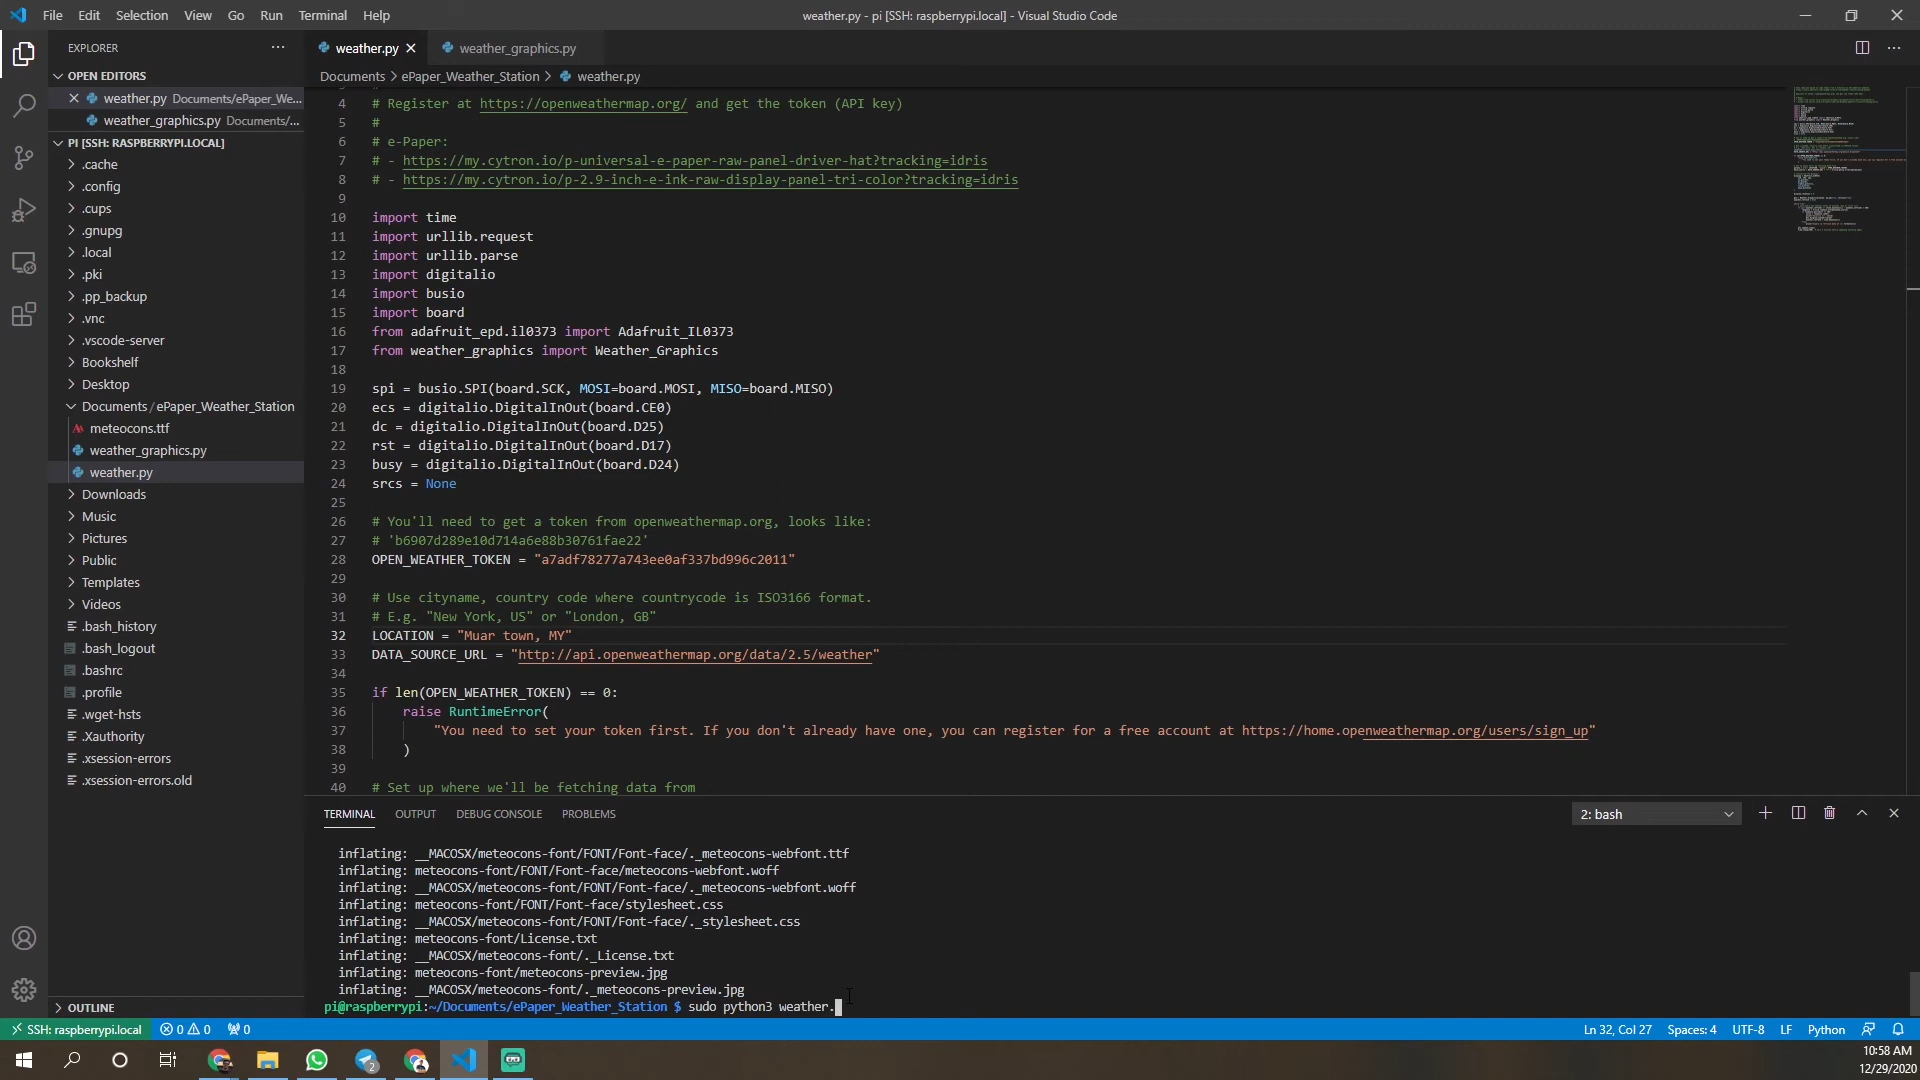 File Edit Selection View Go Run Terminal Help
weather.py - pi [SSH: raspberrypi.local] - Visual Studio Code
EXPLORER
OPEN EDITORS
weather.py Documents/ePaper_We...
weather_graphics.py Documents/...
PI [SSH: RASPBERRYPI.LOCAL]
.cache
.config
.cups
.gnupg
.local
.pki
.pp_backup
.vnc
.vscode-server
Bookshelf
Desktop
Documents / ePaper_Weather_Station
meteocons.ttf
weather_graphics.py
weather.py
Downloads
Music
Pictures
Public
Templates
Videos
.bash_history
.bash_logout
.bashrc
.profile
.wget-hsts
.Xauthority
.xsession-errors
.xsession-errors.old
OUTLINE
weather.py
weather_graphics.py
Documents > ePaper_Weather_Station > weather.py
4 # Register at https://openweathermap.org/ and get the token (API key)
5 #
6 # e-Paper:
7 # - https://my.cytron.io/p-universal-e-paper-raw-panel-driver-hat?tracking=idris
8 # - https://my.cytron.io/p-2.9-inch-e-ink-raw-display-panel-tri-color?tracking=idris
9
10 import time
11 import urllib.request
12 import urllib.parse
13 import digitalio
14 import busio
15 import board
16 from adafruit_epd.il0373 import Adafruit_IL0373
17 from weather_graphics import Weather_Graphics
18
19 spi = busio.SPI(board.SCK, MOSI=board.MOSI, MISO=board.MISO)
20 ecs = digitalio.DigitalInOut(board.CE0)
21 dc = digitalio.DigitalInOut(board.D25)
22 rst = digitalio.DigitalInOut(board.D17)
23 busy = digitalio.DigitalInOut(board.D24)
24 srcs = None
25
26 # You'll need to get a token from openweathermap.org, looks like:
27 # 'b6907d289e10d714a6e88b30761fae22'
28 OPEN_WEATHER_TOKEN = "a7adf78277a743ee0af337bd996c2011"
29
30 # Use cityname, country code where countrycode is ISO3166 format.
31 # E.g. "New York, US" or "London, GB"
32 LOCATION = "Muar town, MY"
33 DATA_SOURCE_URL = "http://api.openweathermap.org/data/2.5/weather"
34
35 if len(OPEN_WEATHER_TOKEN) == 0:
36 raise RuntimeError(
37 "You need to set your token first. If you don't already have one, you can register for a free account at https://home.openweathermap.org/users/sign_up"
38 )
39
40 # Set up where we'll be fetching data from
TERMINAL OUTPUT DEBUG CONSOLE PROBLEMS
2: bash
inflating: __MACOSX/meteocons-font/FONT/Font-face/._meteocons-webfont.ttf
inflating: meteocons-font/FONT/Font-face/meteocons-webfont.woff
inflating: __MACOSX/meteocons-font/FONT/Font-face/._meteocons-webfont.woff
inflating: meteocons-font/FONT/Font-face/stylesheet.css
inflating: __MACOSX/meteocons-font/FONT/Font-face/._stylesheet.css
inflating: meteocons-font/License.txt
inflating: __MACOSX/meteocons-font/._License.txt
inflating: meteocons-font/meteocons-preview.jpg
inflating: __MACOSX/meteocons-font/._meteocons-preview.jpg
pi@raspberrypi:~/Documents/ePaper_Weather_Station $ sudo python3 weather.
SSH: raspberrypi.local 0 0 0
Ln 32, Col 27 Spaces: 4 UTF-8 LF Python
2
10:58 AM
12/29/2020